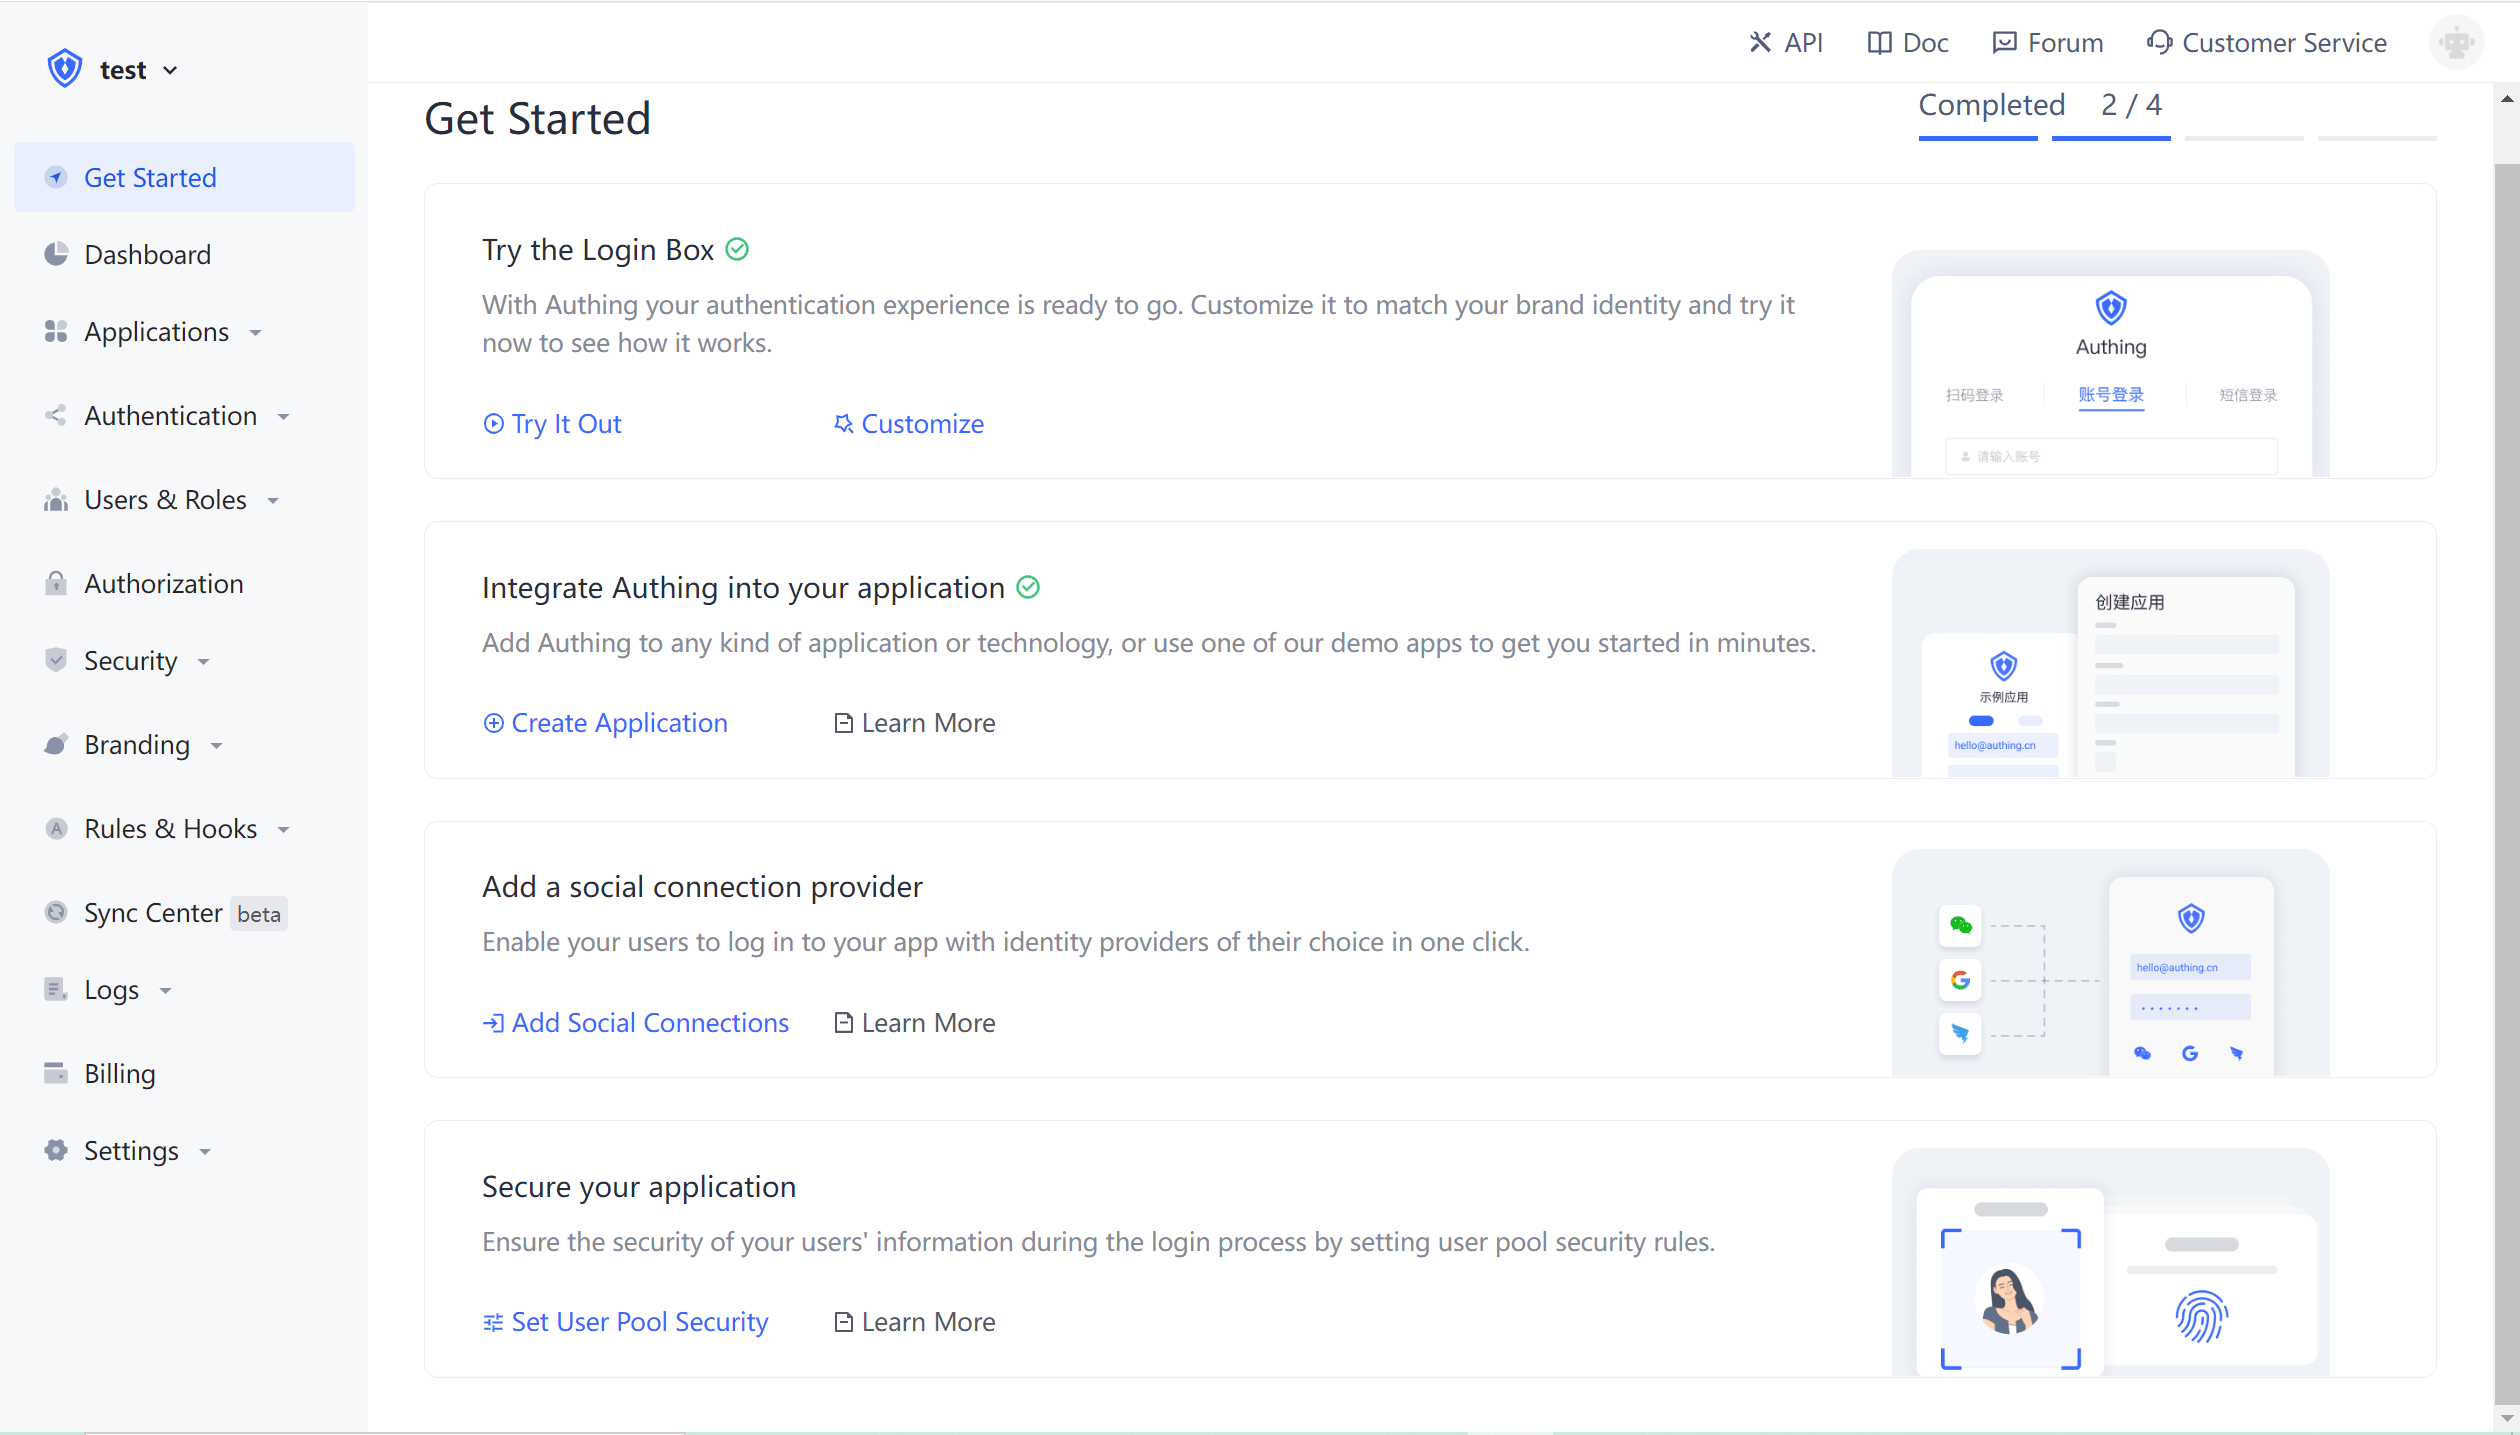 test
API
Doc
Forum
Customer Service
Get Started
Dashboard
Applications
Authentication
Users & Roles
Authorization
Security
Branding
Rules & Hooks
Sync Center beta
Logs
Billing
Settings
Get Started
Completed 2 / 4
Try the Login Box
With Authing your authentication experience is ready to go. Customize it to match your brand identity and try it
now to see how it works.
Try It Out
Customize
Authing
扫码登录
账号登录
短信登录
请输入账号
Integrate Authing into your application
Add Authing to any kind of application or technology, or use one of our demo apps to get you started in minutes.
Create Application
Learn More
创建应用
示例应用
hello@authing.cn
Add a social connection provider
Enable your users to log in to your app with identity providers of their choice in one click.
Add Social Connections
Learn More
hello@authing.cn
Secure your application
Ensure the security of your users' information during the login process by setting user pool security rules.
Set User Pool Security
Learn More